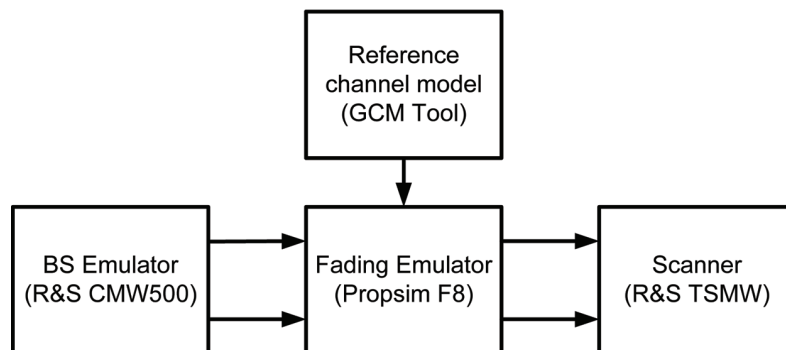 Reference
channel model
(GCM Tool)
BS Emulator
(R&S CMW500)
Fading Emulator
(Propsim F8)
Scanner
(R&S TSMW)